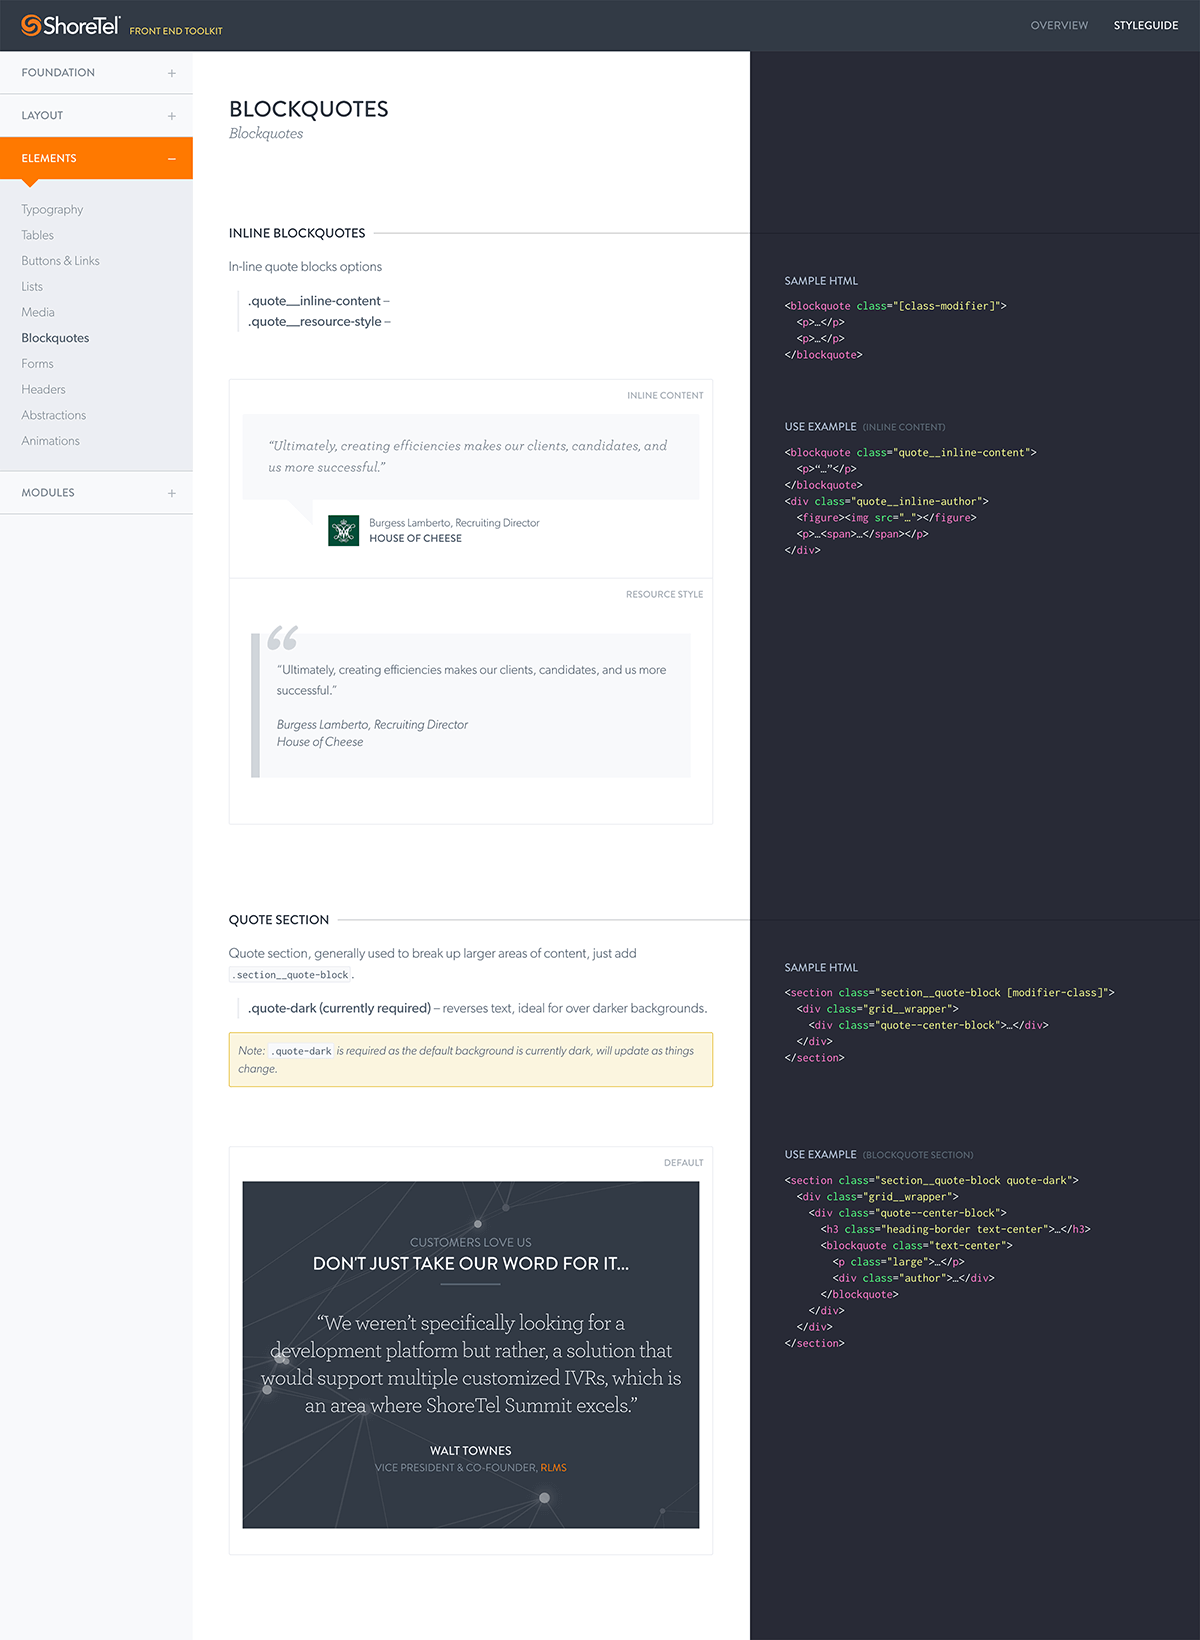 ShoreTel FRONT END TOOLKIT
OVERVIEW STYLEGUIDE
FOUNDATION +
LAYOUT +
ELEMENTS –
Typography
Tables
Buttons & Links
Lists
Media
Blockquotes
Forms
Headers
Abstractions
Animations
MODULES +
BLOCKQUOTES
Blockquotes
INLINE BLOCKQUOTES
In-line quote blocks options
.quote__inline-content –
.quote__resource-style –
INLINE CONTENT
“Ultimately, creating efficiencies makes our clients, candidates, and
us more successful.”
Burgess Lamberto, Recruiting Director
HOUSE OF CHEESE
RESOURCE STYLE
“
“Ultimately, creating efficiencies makes our clients, candidates, and us more
successful.”
Burgess Lamberto, Recruiting Director
House of Cheese
SAMPLE HTML
<blockquote class="[class-modifier]">
<p>…</p>
<p>…</p>
</blockquote>
USE EXAMPLE (INLINE CONTENT)
<blockquote class="quote__inline-content">
<p>“…”</p>
</blockquote>
<div class="quote__inline-author">
<figure><img src="…"></figure>
<p>…<span>…</span></p>
</div>
QUOTE SECTION
Quote section, generally used to break up larger areas of content, just add
.section__quote-block.
.quote-dark (currently required) – reverses text, ideal for over darker backgrounds.
Note: .quote-dark is required as the default background is currently dark, will update as things
change.
DEFAULT
CUSTOMERS LOVE US
DON'T JUST TAKE OUR WORD FOR IT...
“We weren’t specifically looking for a
development platform but rather, a solution that
would support multiple customized IVRs, which is
an area where ShoreTel Summit excels.”
WALT TOWNES
VICE PRESIDENT & CO-FOUNDER, RLMS
SAMPLE HTML
<section class="section__quote-block [modifier-class]">
<div class="grid__wrapper">
<div class="quote--center-block">…</div>
</div>
</section>
USE EXAMPLE (BLOCKQUOTE SECTION)
<section class="section__quote-block quote-dark">
<div class="grid__wrapper">
<div class="quote--center-block">
<h3 class="heading-border text-center">…</h3>
<blockquote class="text-center">
<p class="large">…</p>
<div class="author">…</div>
</blockquote>
</div>
</div>
</section>